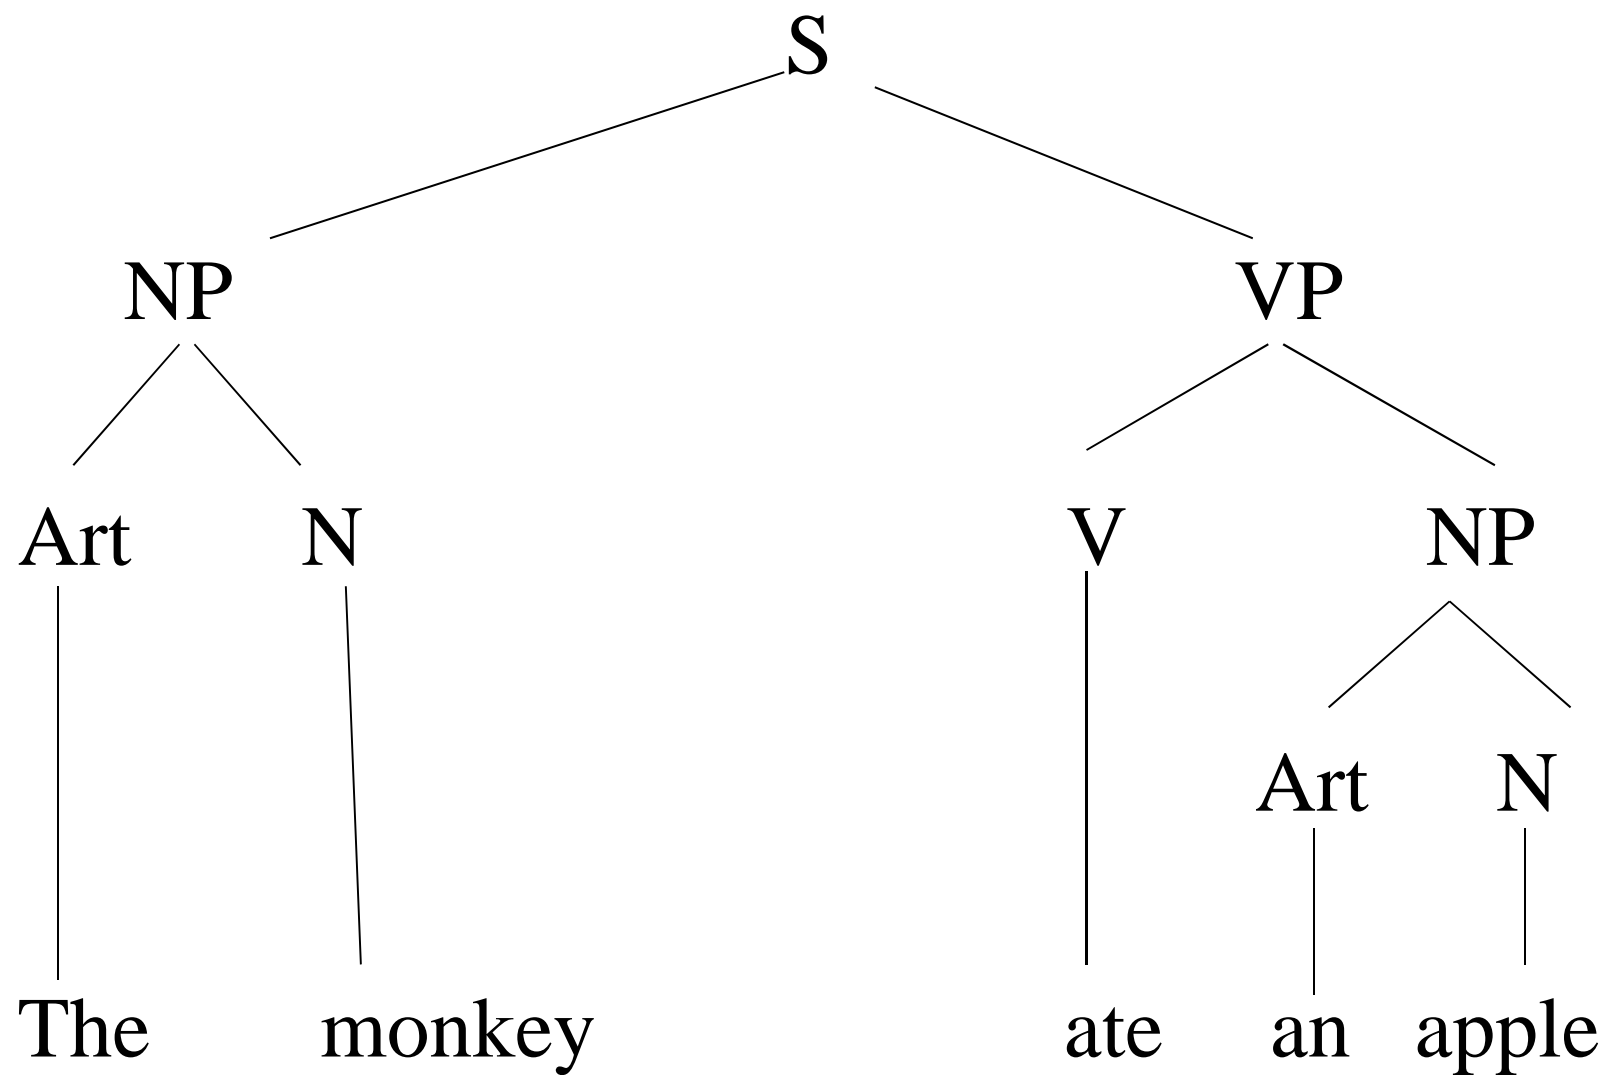 S
NP VP
Art N V NP
Art N
The monkey ate an apple